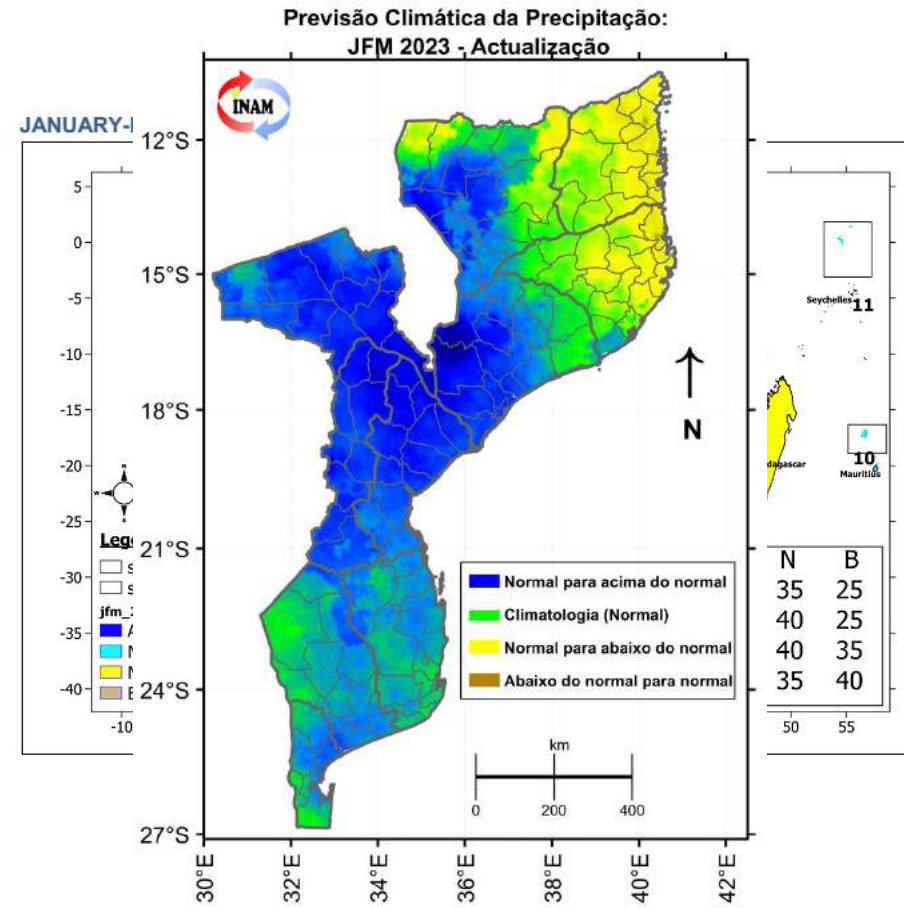 Previsão Climática da Precipitação:
JFM 2023 - Actualização
INAM
JANUARY-
12°S
15°S
18°S
21°S
24°S
27°S
30°E
32°E
34°E
36°E
38°E
40°E
42°E
N
Normal para acima do normal
Climatologia (Normal)
Normal para abaixo do normal
Abaixo do normal para normal
km
0 200 400
5
0
-5
-10
-15
-20
-25
-30
-35
-40
-10
N
W
S
jfm_
A
Seychelles 11
10
Mauritius
N B
35 25
40 25
40 35
35 40
50 55